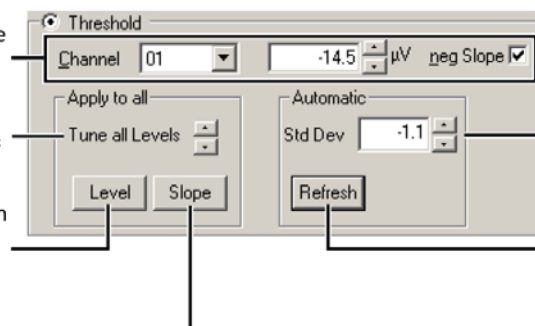 Threshold
Channel 01 -14.5 µV neg Slope
Apply to all Automatic
Tune all Levels Std Dev -1.1
Level Slope Refresh